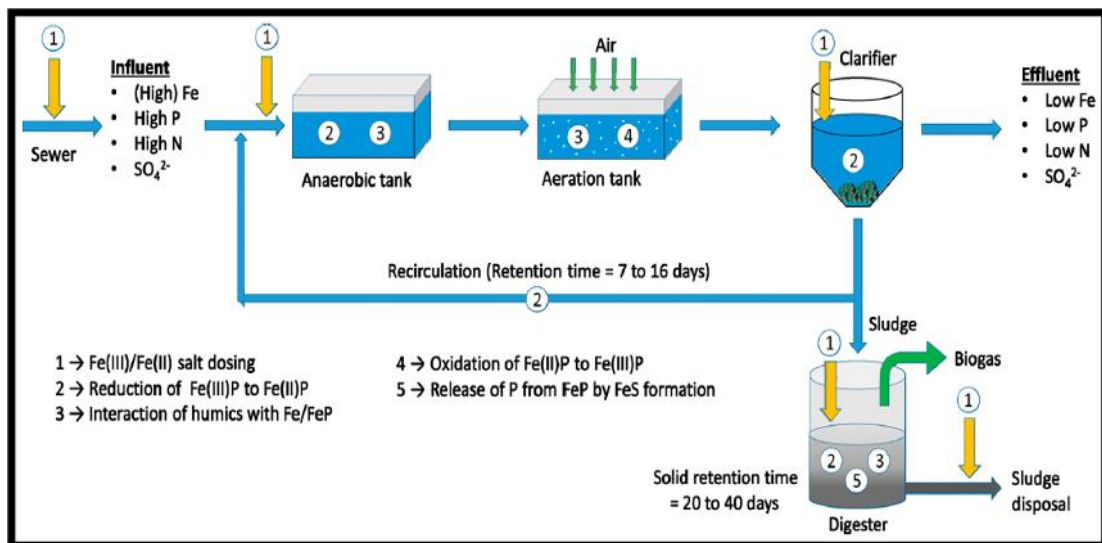 1
1
1
Air
Clarifier
Influent
• (High) Fe
• High P
• High N
• SO₄²⁻
Sewer
2 3
Anaerobic tank
3 4
Aeration tank
2
Effluent
• Low Fe
• Low P
• Low N
• SO₄²⁻
Recirculation (Retention time = 7 to 16 days)
2
Sludge
1 → Fe(III)/Fe(II) salt dosing
2 → Reduction of Fe(III)P to Fe(II)P
3 → Interaction of humics with Fe/FeP
4 → Oxidation of Fe(II)P to Fe(III)P
5 → Release of P from FeP by FeS formation
1
Biogas
1
2 3
5
Solid retention time
= 20 to 40 days
Digester
Sludge
disposal